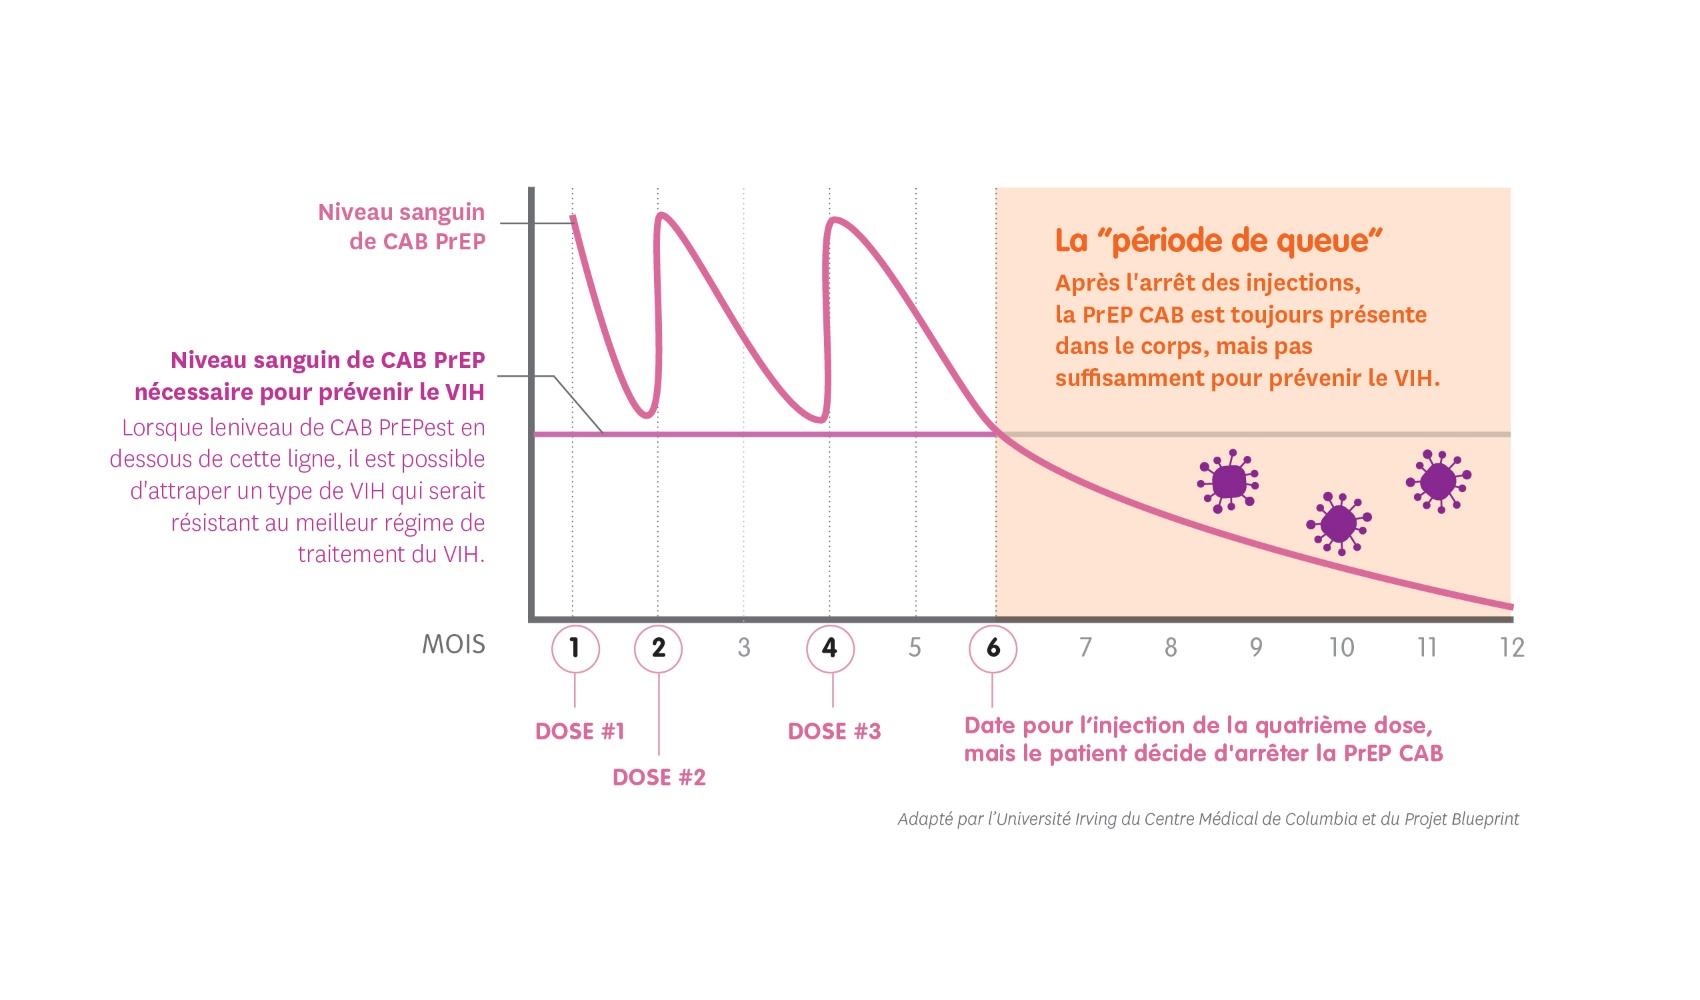 Niveau sanguin
de CAB PrEP
Niveau sanguin de CAB PrEP
nécessaire pour prévenir le VIH
Lorsque leniveau de CAB PrEPest en
dessous de cette ligne, il est possible
d'attraper un type de VIH qui serait
résistant au meilleur régime de
traitement du VIH.
La “période de queue”
Après l'arrêt des injections,
la PrEP CAB est toujours présente
dans le corps, mais pas
suffisamment pour prévenir le VIH.
MOIS 1 2 3 4 5 6 7 8 9 10 11 12
DOSE #1
DOSE #2
DOSE #3
Date pour l’injection de la quatrième dose,
mais le patient décide d'arrêter la PrEP CAB
Adapté par l’Université Irving du Centre Médical de Columbia et du Projet Blueprint